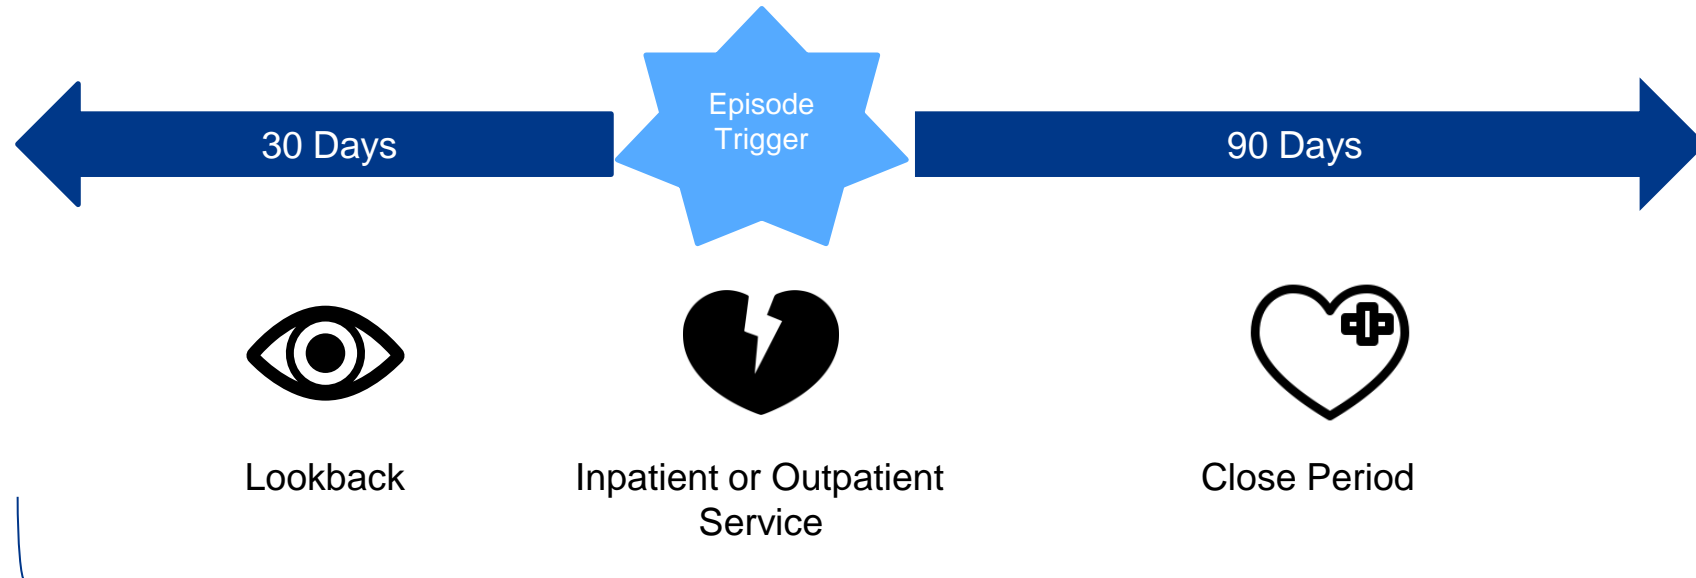 Episode
Trigger
30 Days
90 Days
Lookback
Inpatient or Outpatient
Service
Close Period